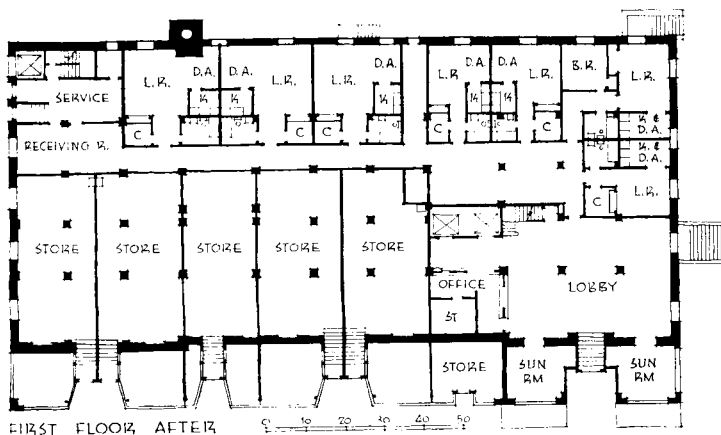 L.R.
D.A.
D.A.
L.R.
L.R.
D.A.
L.R.
D.A.
D.A.
L.R.
B.R.
L.R.
SERVICE
K
K
K
K
K
K. &
D.A.
RECEIVING R.
C
C
C
C
C
K. &
D.A.
L.R.
C
STORE
STORE
STORE
STORE
STORE
OFFICE
LOBBY
ST
STORE
SUN
RM
SUN
RM
FIRST FLOOR AFTER
0 10 20 30 40 50